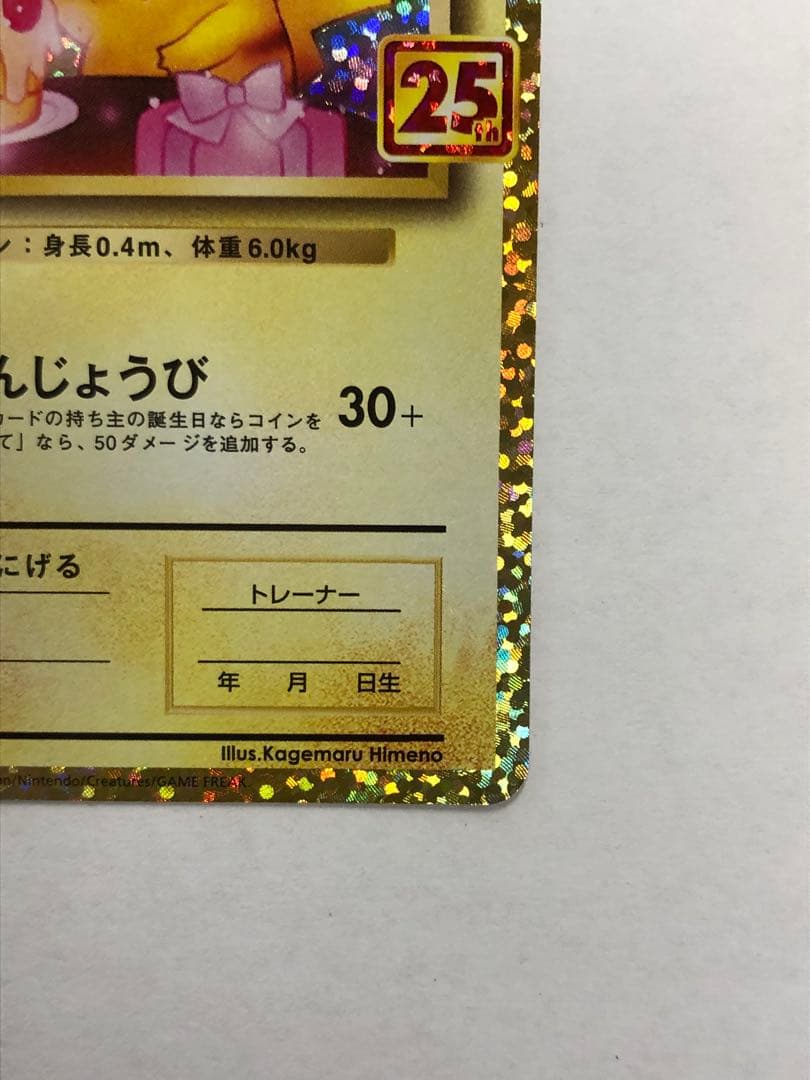 25th
ン：身長0.4m、体重6.0kg
んじょうび
30+
カードの持ち主の誕生日ならコインを
て」なら、50ダメージを追加する。
にげる
トレーナー
年 月 日生
Illus.Kagemaru Himeno
on/Nintendo/Creatures/GAME FREAK.